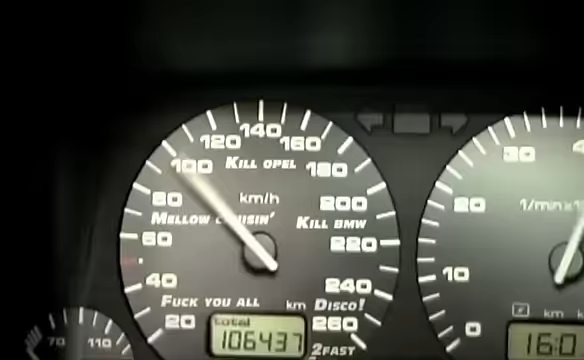 140
120 160
100 KILL OPEL 180
80 km/h 200
MELLOW CRUISIN' KILL BMW
60 220
40 240
FUCK YOU ALL km DISCO!
20 total 260
106437
2FAST
70 110
30
20 1/min
10
km
0
16:0